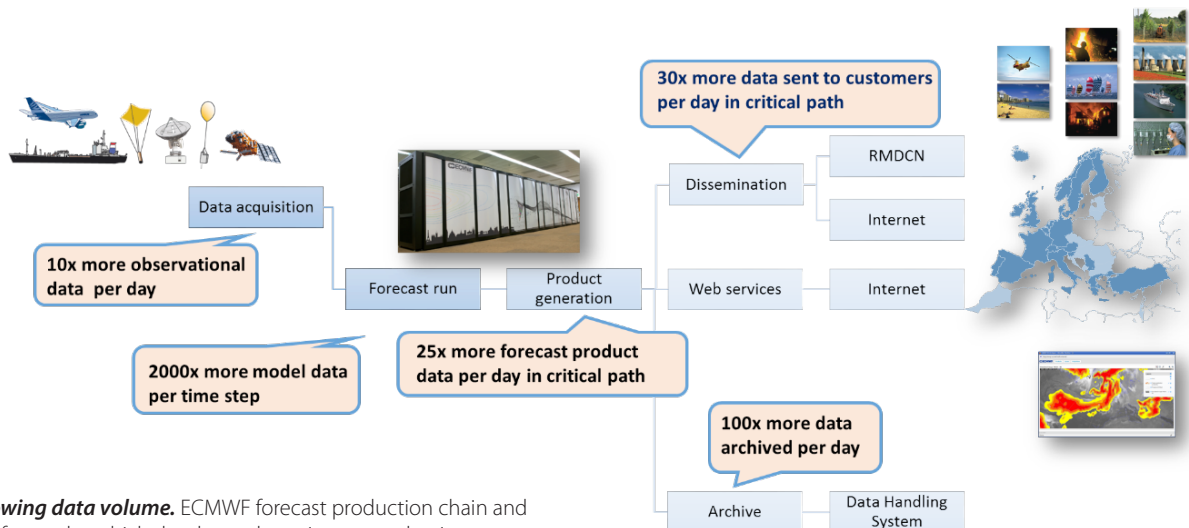 30x more data sent to customers
per day in critical path
RMDCN
Dissemination
Data acquisition
Internet
10x more observational
data per day
Forecast run
Product
generation
Web services
Internet
2000x more model data
per time step
25x more forecast product
data per day in critical path
100x more data
archived per day
Archive
Data Handling
System
wing data volume. ECMWF forecast production chain and